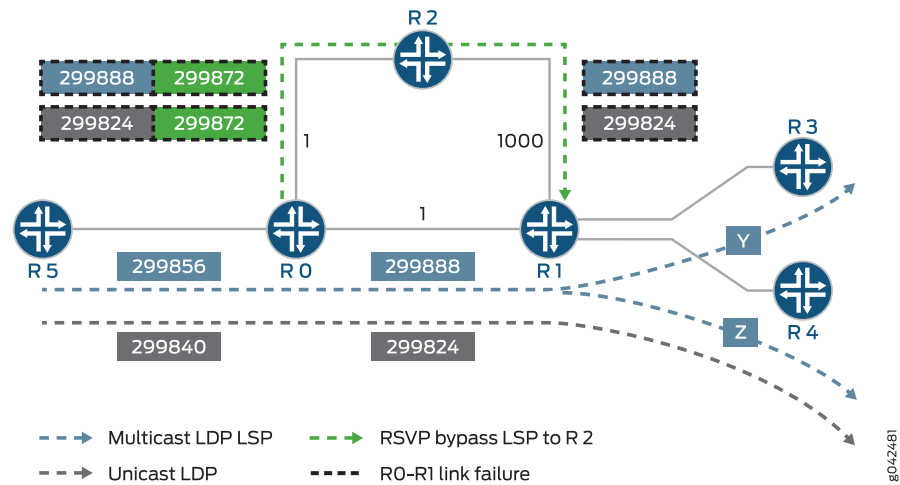 R 2
299888 299872
299888
299824 299872
299824
R 3
1
1000
1
Y
R 5
299856
R 0
299888
R 1
Z
R 4
299840
299824
Multicast LDP LSP
RSVP bypass LSP to R 2
Unicast LDP
R0-R1 link failure
g042481